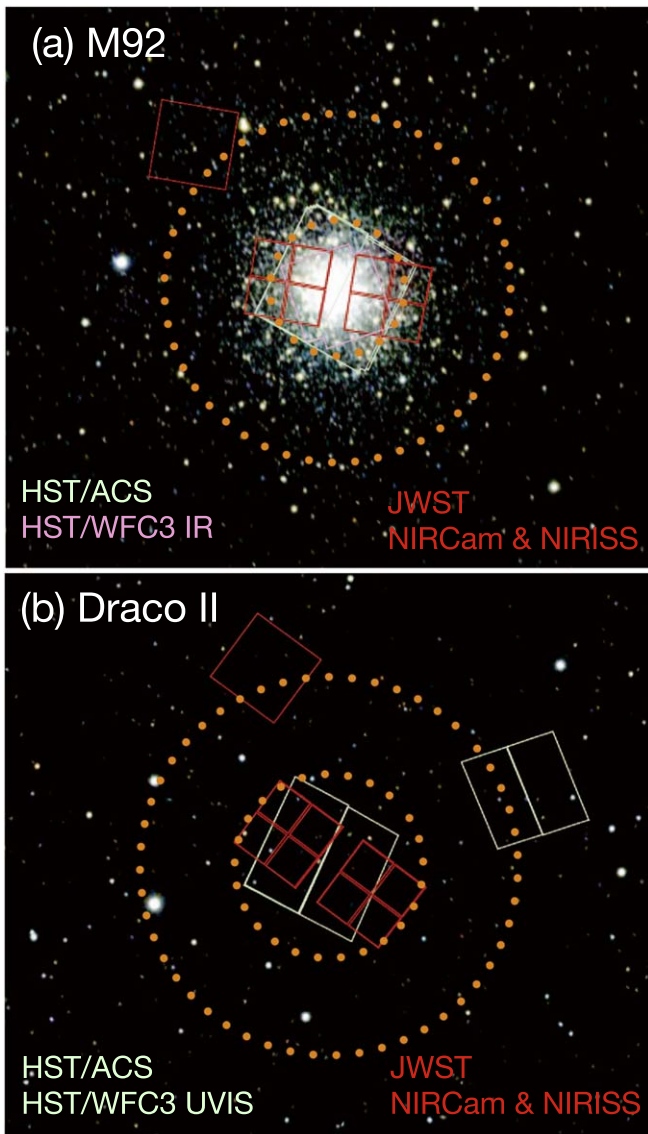 (a) M92
HST/ACS
HST/WFC3 IR
JWST
NIRCam & NIRISS
(b) Draco II
HST/ACS
HST/WFC3 UVIS
JWST
NIRCam & NIRISS